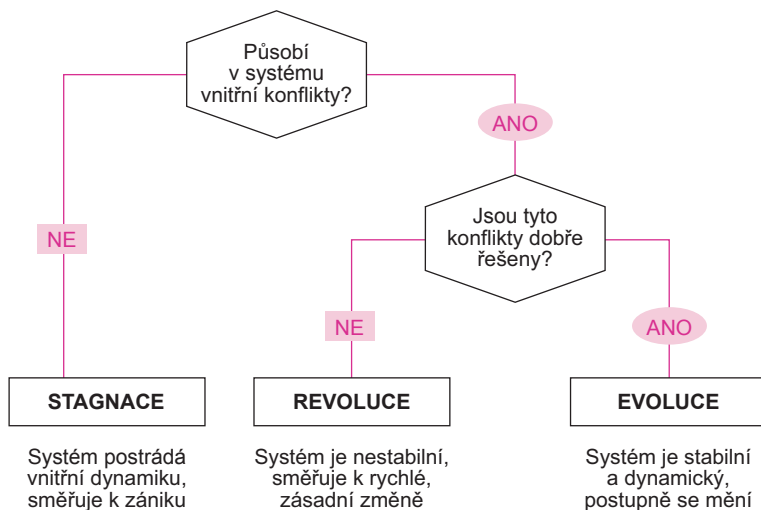 Působí
v systému
vnitřní konflikty?
ANO
NE
Jsou tyto
konflikty dobře
řešeny?
NE
ANO
STAGNACE
REVOLUCE
EVOLUCE
Systém postrádá
vnitřní dynamiku,
směřuje k zániku
Systém je nestabilní,
směřuje k rychlé,
zásadní změně
Systém je stabilní
a dynamický,
postupně se mění